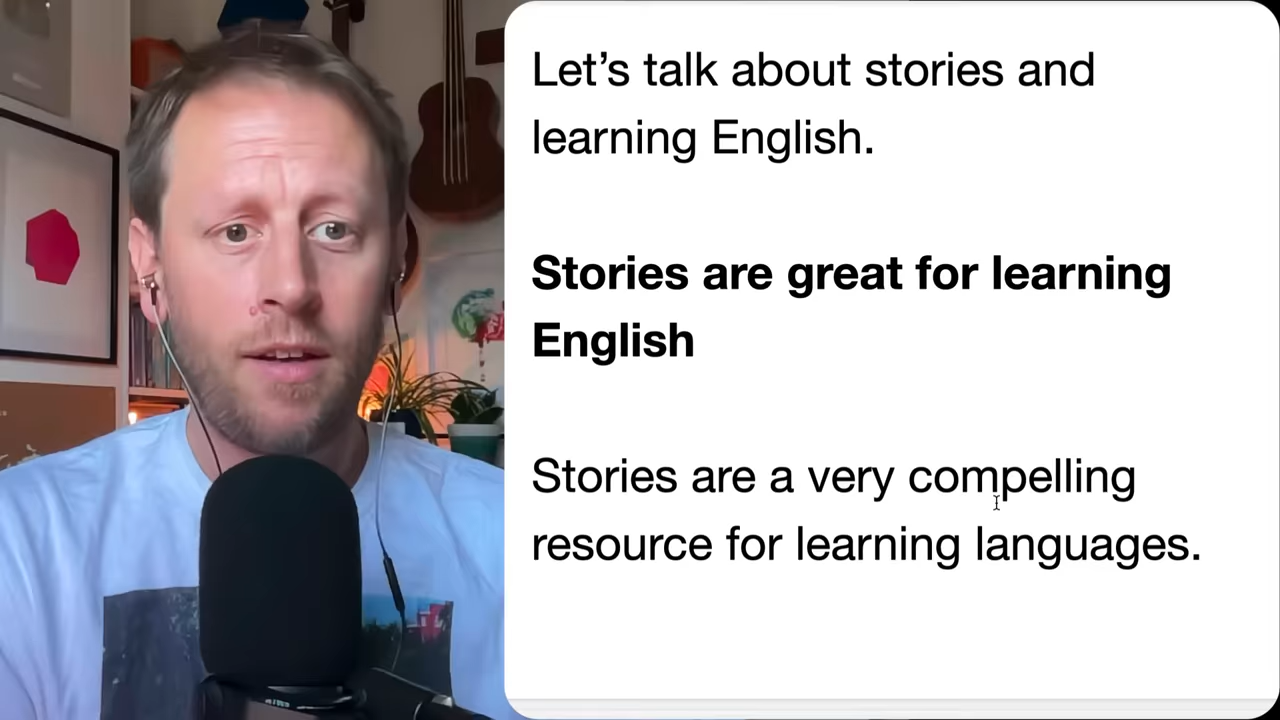 Let’s talk about stories and
learning English.
Stories are great for learning
English
Stories are a very compelling
resource for learning languages.